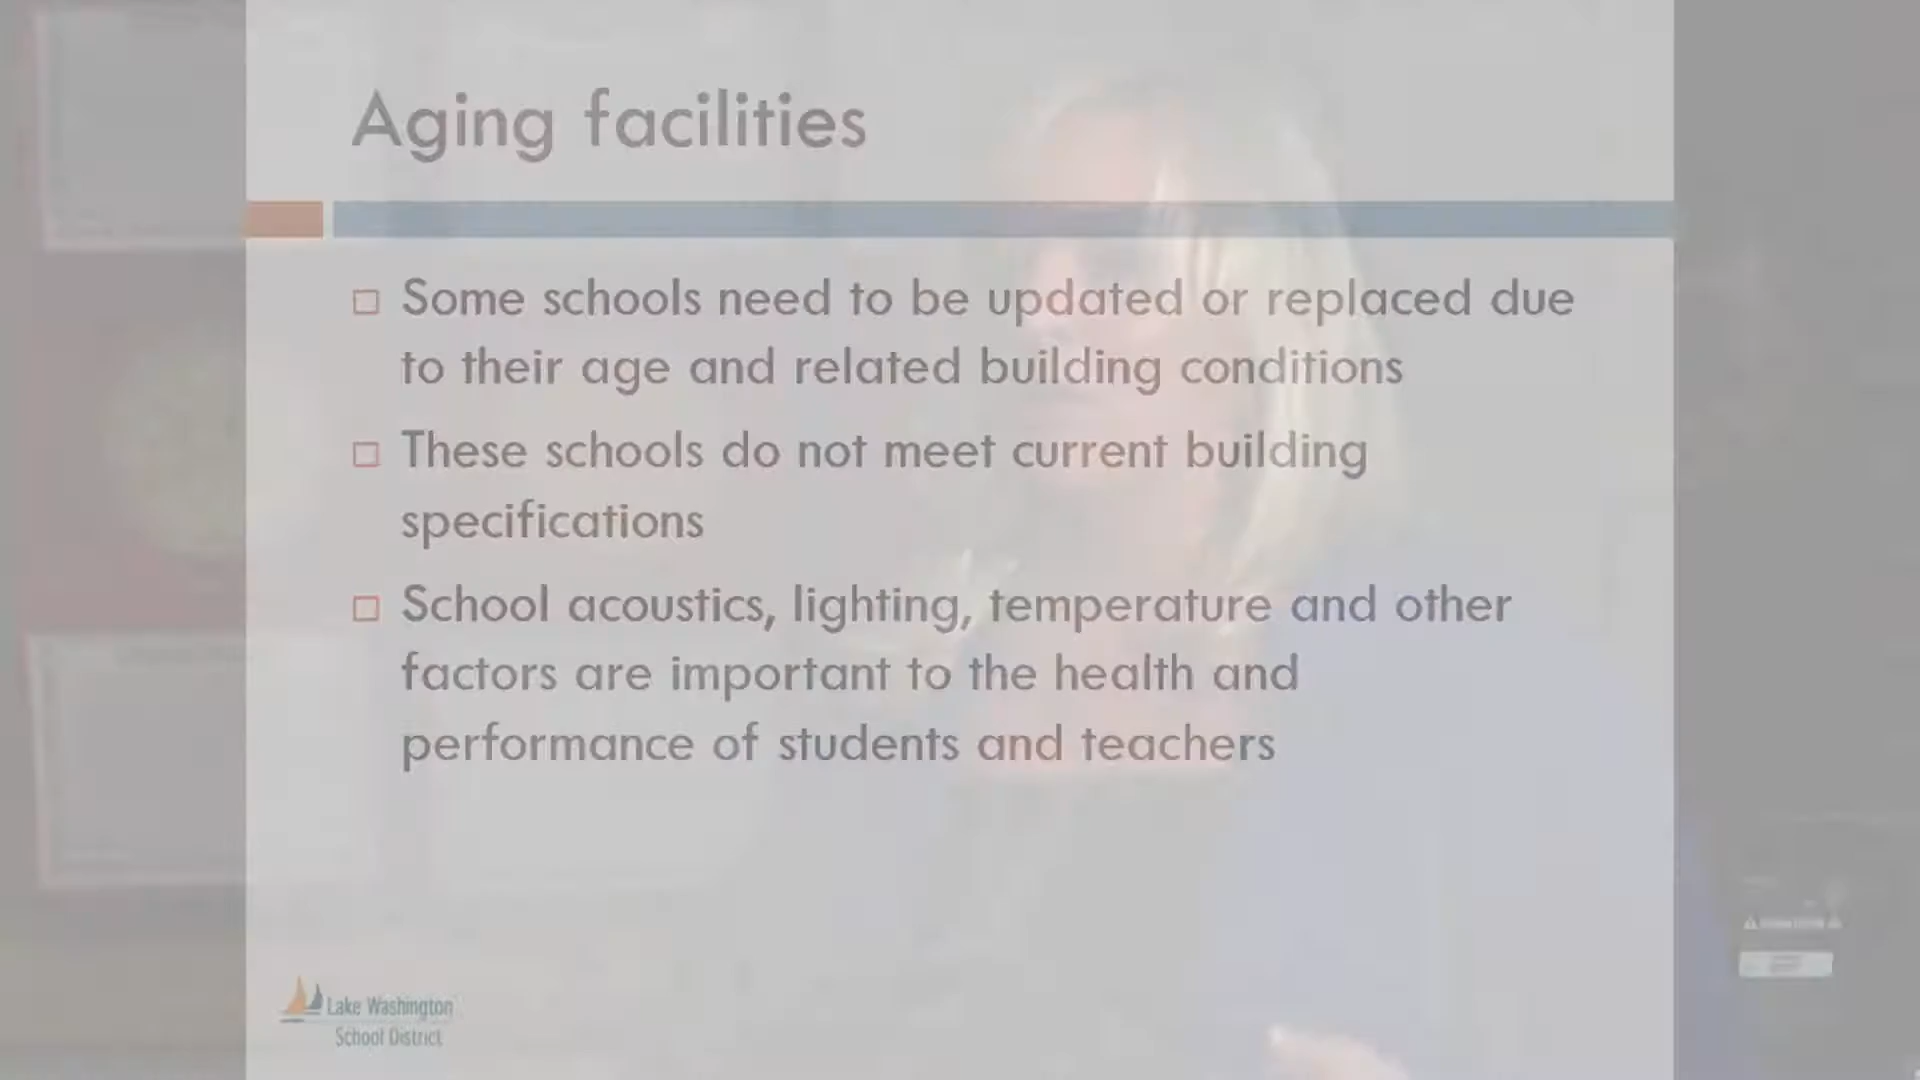 Aging facilities
Some schools need to be updated or replaced due
to their age and related building conditions
These schools do not meet current building
specifications
School acoustics, lighting, temperature and other
factors are important to the health and
performance of students and teachers
Lake Washington
School District